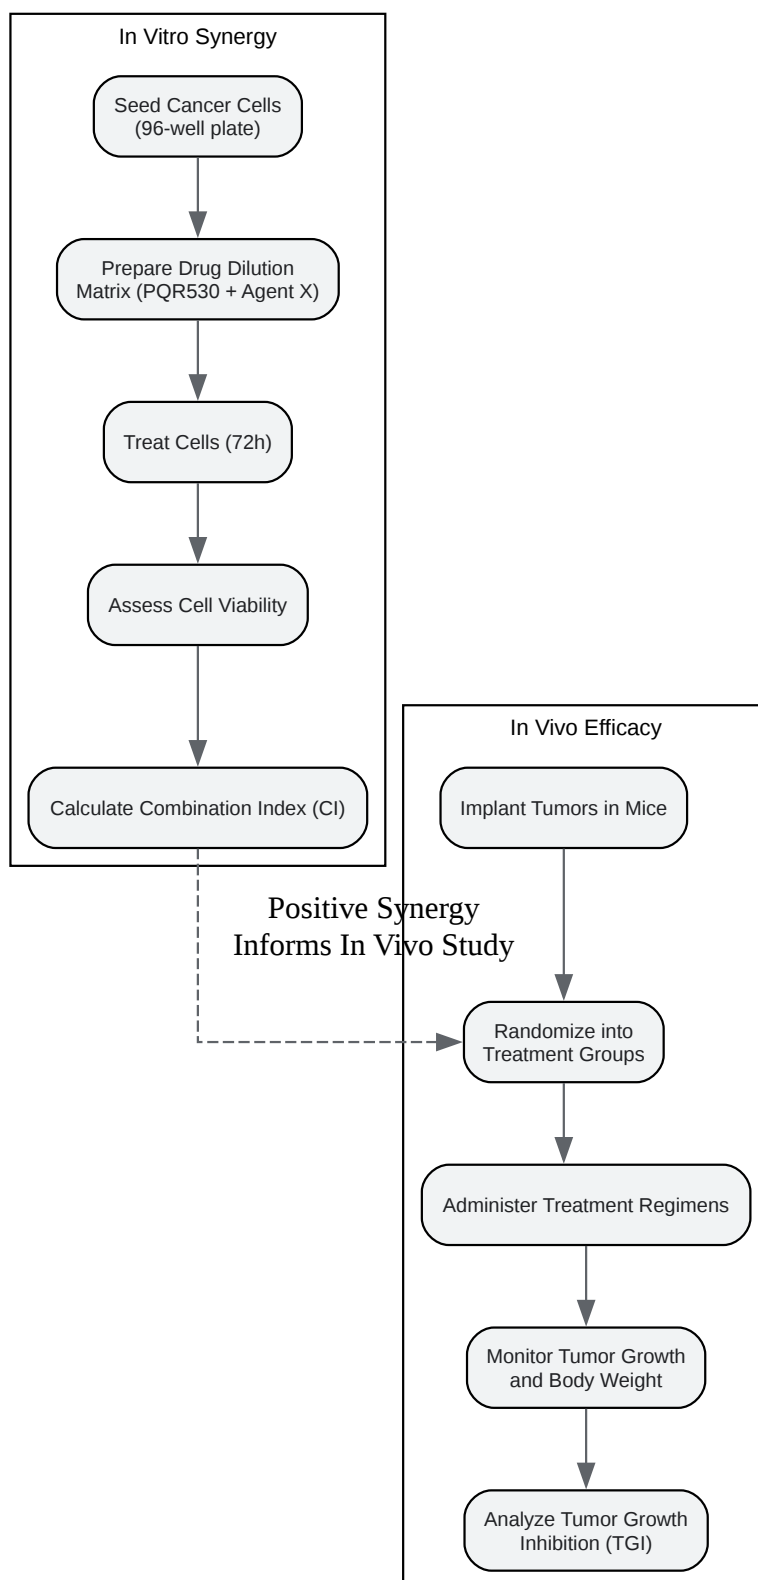 In Vitro Synergy
Seed Cancer Cells
(96-well plate)
Prepare Drug Dilution
Matrix (PQR530 + Agent X)
Treat Cells (72h)
Assess Cell Viability
Calculate Combination Index (CI)
Positive Synergy
Informs In Vivo Study
In Vivo Efficacy
Implant Tumors in Mice
Randomize into
Treatment Groups
Administer Treatment Regimens
Monitor Tumor Growth
and Body Weight
Analyze Tumor Growth
Inhibition (TGI)